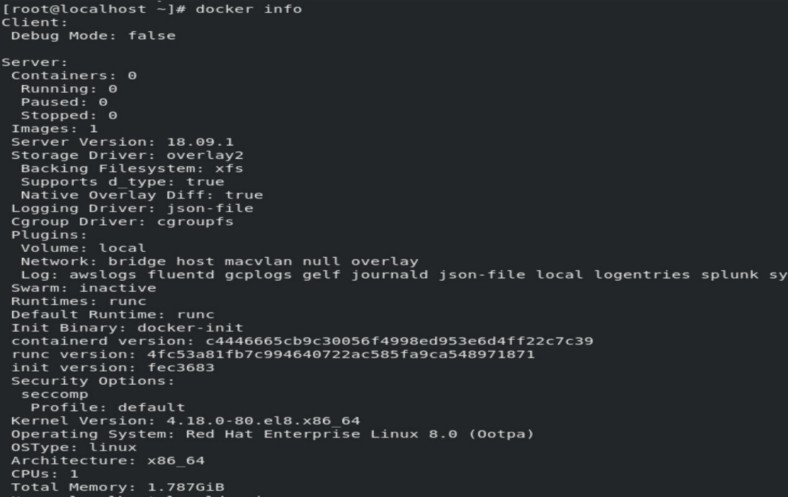 [root@localhost ~]# docker info
Client:
 Debug Mode: false

Server:
 Containers: 0
  Running: 0
  Paused: 0
  Stopped: 0
 Images: 1
 Server Version: 18.09.1
 Storage Driver: overlay2
  Backing Filesystem: xfs
  Supports d_type: true
  Native Overlay Diff: true
 Logging Driver: json-file
 Cgroup Driver: cgroupfs
 Plugins:
  Volume: local
  Network: bridge host macvlan null overlay
  Log: awslogs fluentd gcplogs gelf journald json-file local logentries splunk sy
 Swarm: inactive
 Runtimes: runc
 Default Runtime: runc
 Init Binary: docker-init
 containerd version: c4446665cb9c30056f4998ed953e6d4ff22c7c39
 runc version: 4fc53a81fb7c994640722ac585fa9ca548971871
 init version: fec3683
 Security Options:
  seccomp
   Profile: default
 Kernel Version: 4.18.0-80.el8.x86_64
 Operating System: Red Hat Enterprise Linux 8.0 (Ootpa)
 OSType: linux
 Architecture: x86_64
 CPUs: 1
 Total Memory: 1.787GiB